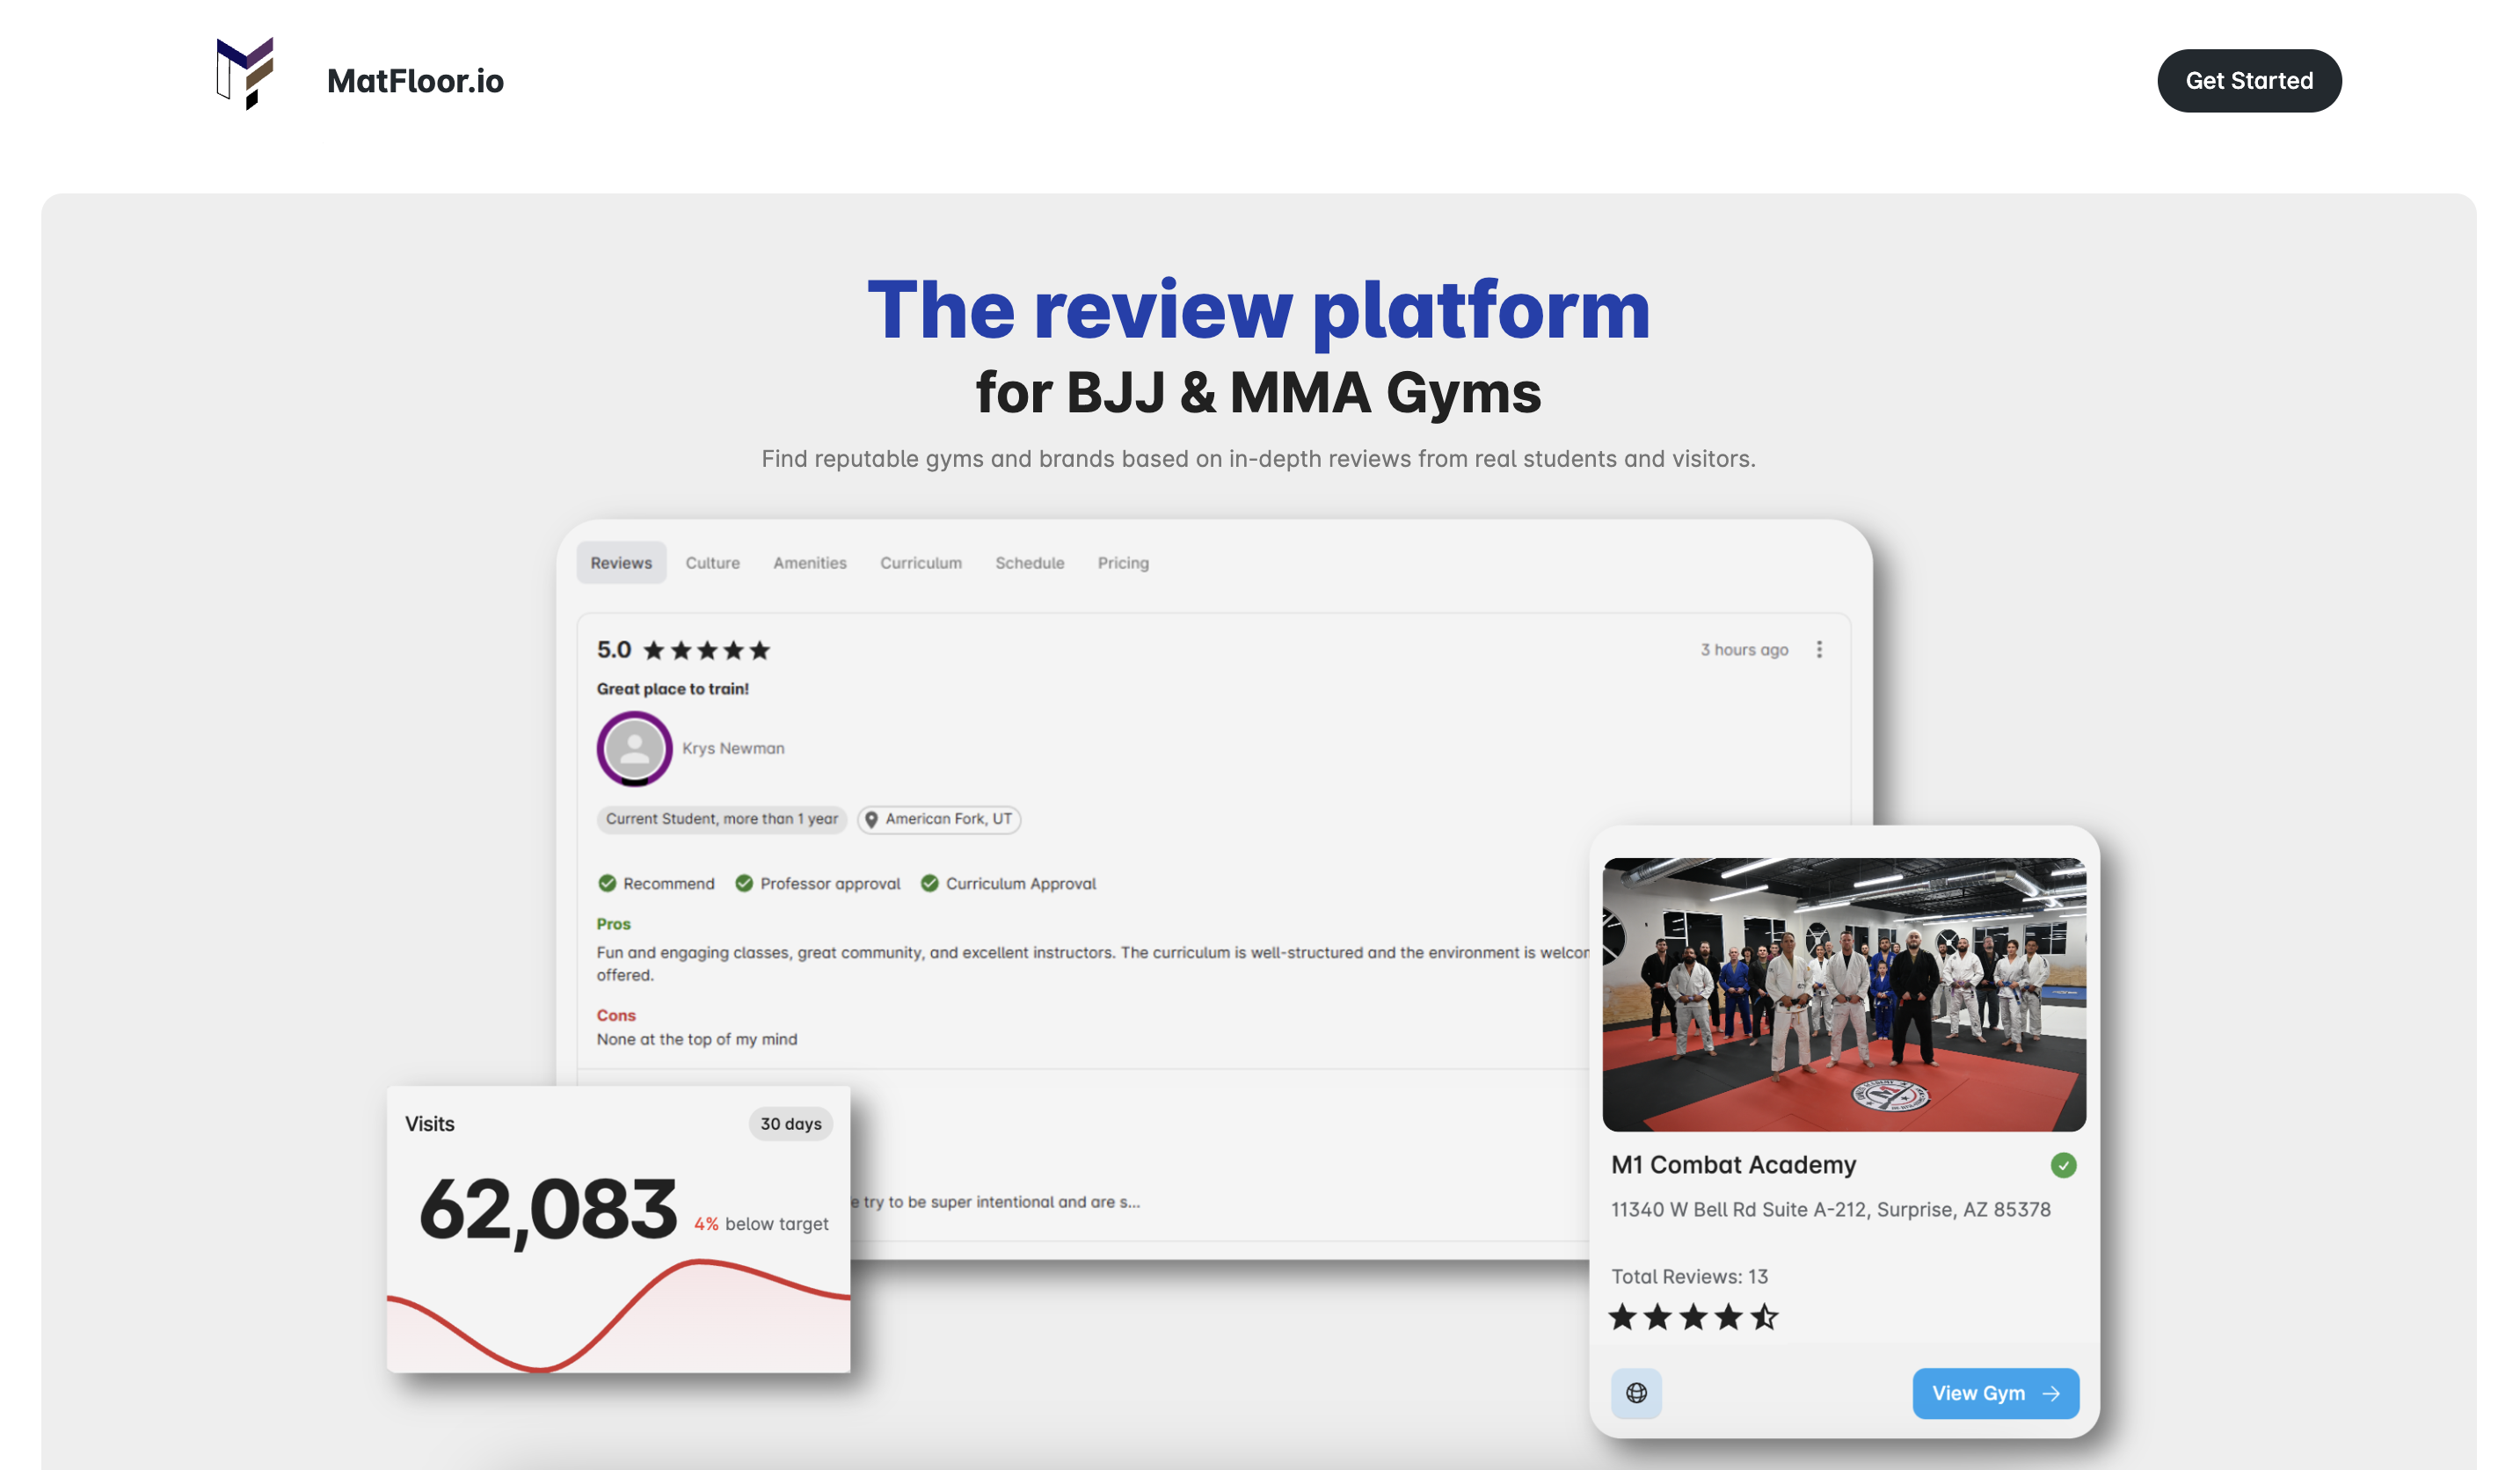 MatFloor.io
Get Started
The review platform
for BJJ & MMA Gyms
Find reputable gyms and brands based on in-depth reviews from real students and visitors.
Reviews Culture Amenities Curriculum Schedule Pricing
5.0
3 hours ago
Great place to train!
Krys Newman
Current Student, more than 1 year
American Fork, UT
Recommend Professor approval Curriculum Approval
Pros
Fun and engaging classes, great community, and excellent instructors. The curriculum is well-structured and the environment is
offered.
Cons
None at the top of my mind
try to be super intentional and are s...
Visits
30 days
62,083
4% below target
M1 Combat Academy
11340 W Bell Rd Suite A-212, Surprise, AZ 85378
Total Reviews: 13
View Gym